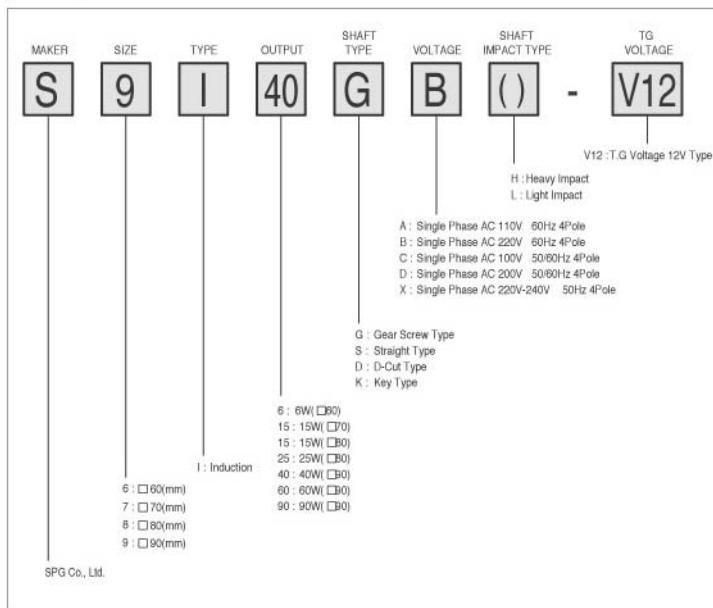 MAKER
SIZE
TYPE
OUTPUT
SHAFT
TYPE
VOLTAGE
SHAFT
IMPACT TYPE
TG
VOLTAGE
S 9 I 40 G B ( ) - V12
V12 :T.G Voltage 12V Type
H : Heavy Impact
L : Light Impact
A : Single Phase AC 110V 60Hz 4Pole
B : Single Phase AC 220V 60Hz 4Pole
C : Single Phase AC 100V 50/60Hz 4Pole
D : Single Phase AC 200V 50/60Hz 4Pole
X : Single Phase AC 220V-240V 50Hz 4Pole
G : Gear Screw Type
S : Straight Type
D : D-Cut Type
K : Key Type
6 : 6W( □60)
15 : 15W( □70)
15 : 15W( □80)
25 : 25W( □80)
40 : 40W( □90)
60 : 60W( □90)
90 : 90W( □90)
I : Induction
6 : □ 60(mm)
7 : □ 70(mm)
8 : □ 80(mm)
9 : □ 90(mm)
SPG Co., Ltd.